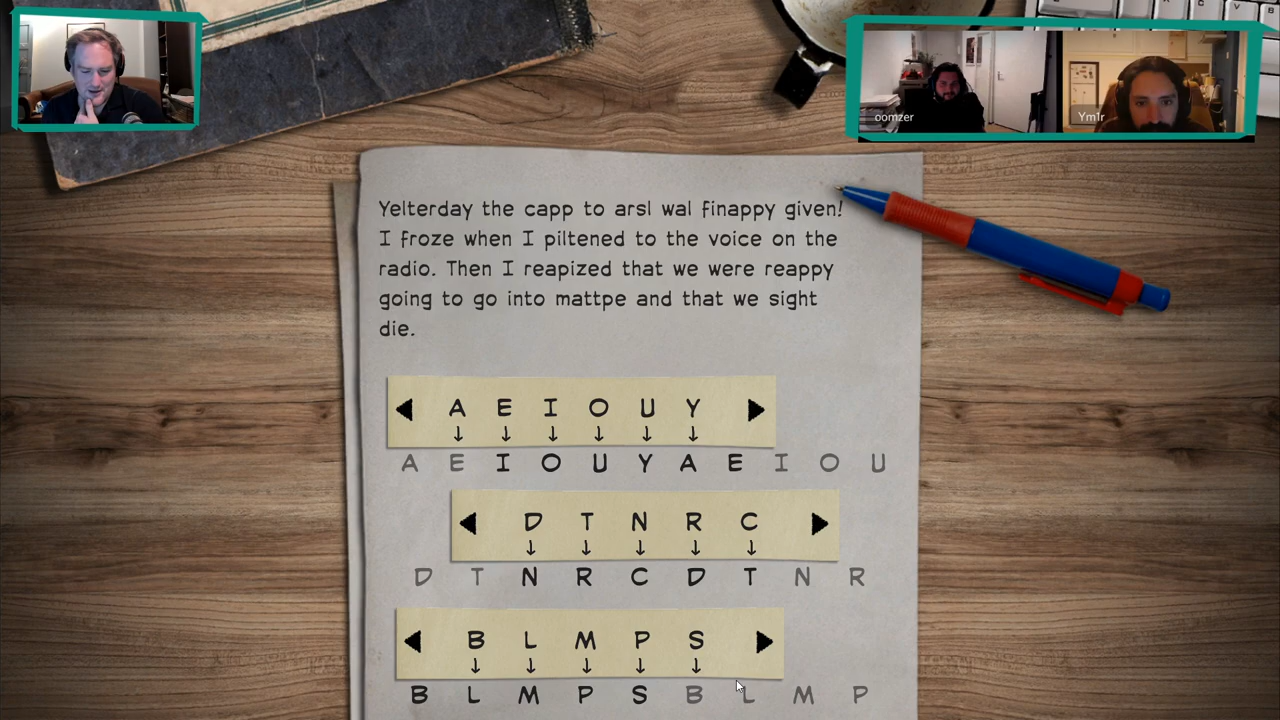 oomzer
Ym1r
Yelterday the capp to arsl wal finappy given!
I froze when I piltened to the voice on the
radio. Then I reapized that we were reappy
going to go into mattpe and that we sight
die.
A E I O U Y
A E I O U Y A E I O U
D T N R C
D T N R C D T N R
B L M P S
B L M P S B L M P